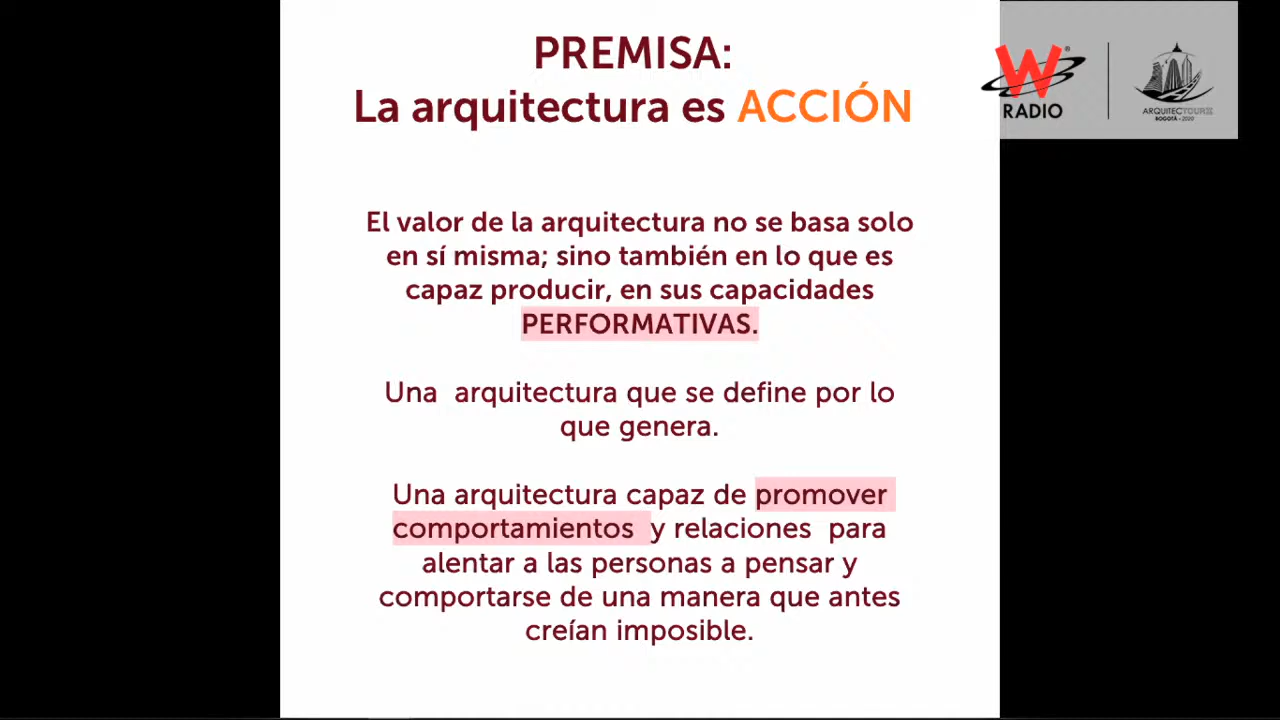 PREMISA:
La arquitectura es ACCIÓN
W
RADIO
ARQUITECTOURS
BOGOTÁ - 2020
El valor de la arquitectura no se basa solo
en sí misma; sino también en lo que es
capaz producir, en sus capacidades
PERFORMATIVAS.
Una arquitectura que se define por lo
que genera.
Una arquitectura capaz de promover
comportamientos y relaciones para
alentar a las personas a pensar y
comportarse de una manera que antes
creían imposible.